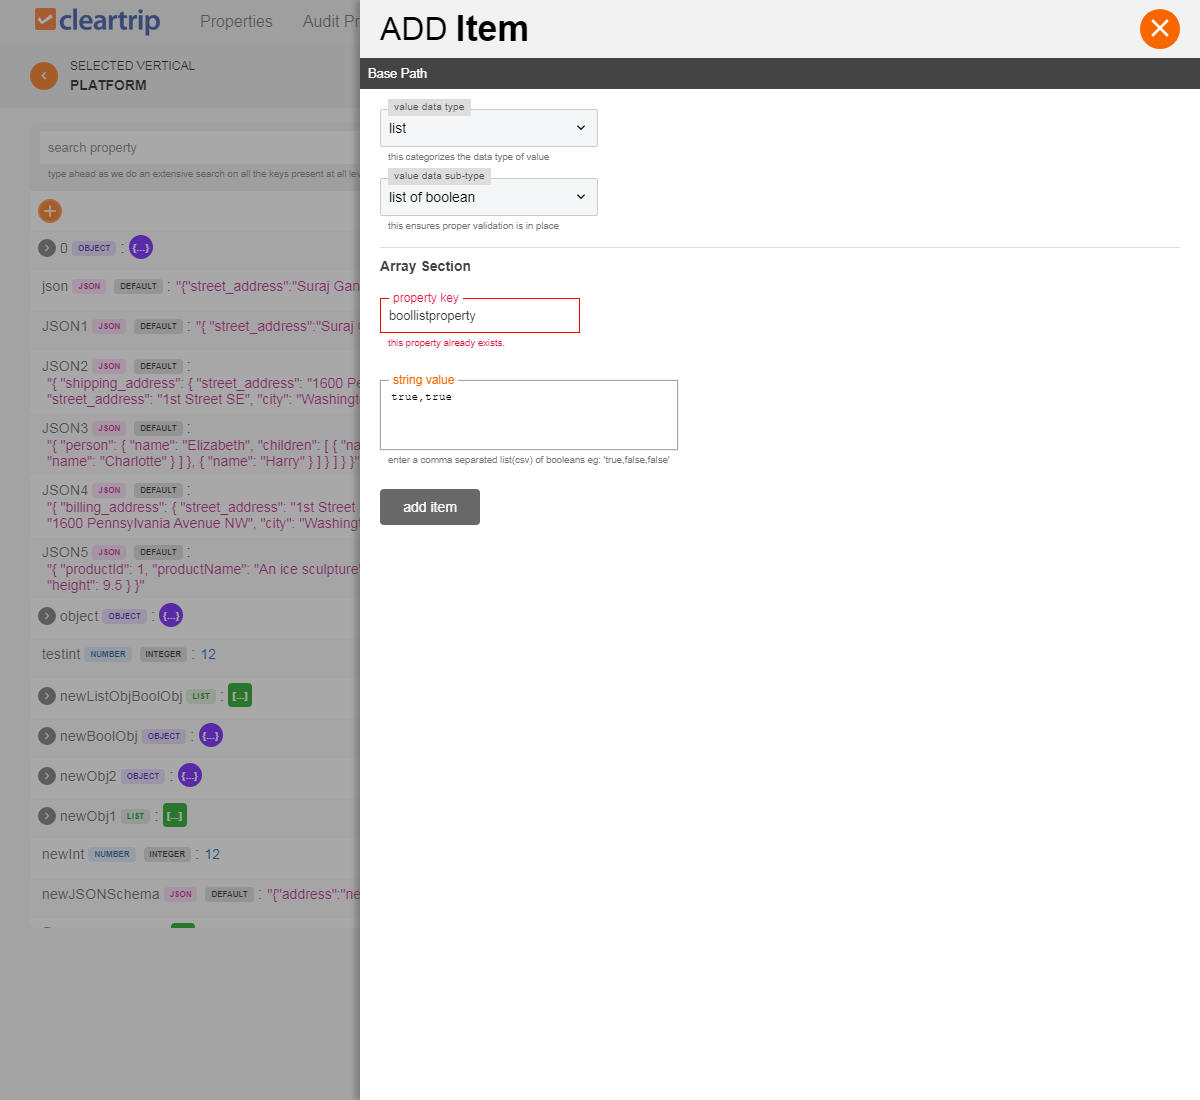 cleartrip
Properties
Audit Pr
SELECTED VERTICAL
PLATFORM
search property
type ahead as we do an extensive search on all the keys present at all lev
0 OBJECT : {...}
json JSON DEFAULT : "{"street_address":"Suraj Gan
JSON1 JSON DEFAULT : "{ "street_address":"Suraj G
JSON2 JSON DEFAULT :
"{ "shipping_address": { "street_address": "1600 Pe
"street_address": "1st Street SE", "city": "Washingt
JSON3 JSON DEFAULT :
"{ "person": { "name": "Elizabeth", "children": [ { "na
"name": "Charlotte" } ] }, { "name": "Harry" } ] } ] } }"
JSON4 JSON DEFAULT :
"{ "billing_address": { "street_address": "1st Street
"1600 Pennsylvania Avenue NW", "city": "Washingt
JSON5 JSON DEFAULT :
"{ "productId": 1, "productName": "An ice sculpture"
"height": 9.5 } }"
object OBJECT : {...}
testint NUMBER INTEGER : 12
newListObjBoolObj LIST : [...]
newBoolObj OBJECT : {...}
newObj2 OBJECT : {...}
newObj1 LIST : [...]
newInt NUMBER INTEGER : 12
newJSONSchema JSON DEFAULT : "{"address":"ne
ADD Item
Base Path
value data type
list
this categorizes the data type of value
value data sub-type
list of boolean
this ensures proper validation is in place
Array Section
property key
boollistproperty
this property already exists.
string value
true,true
enter a comma separated list(csv) of booleans eg: 'true,false,false'
add item